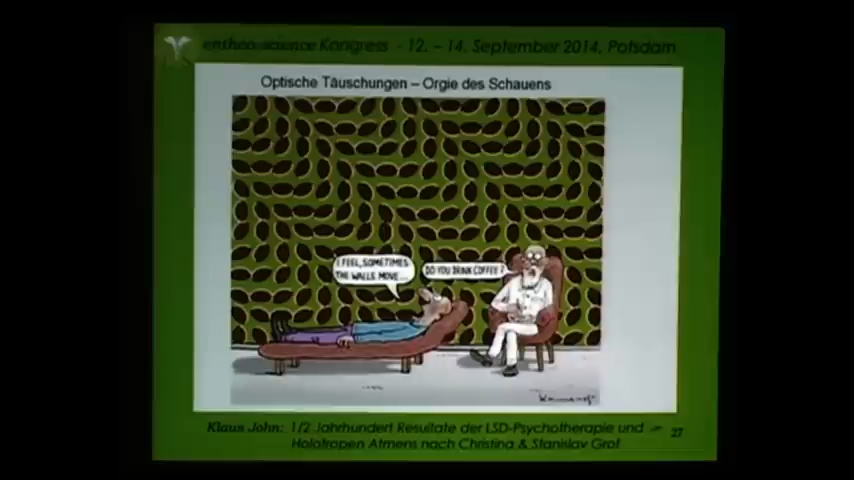 entheo-science Kongress - 12. – 14. September 2014, Potsdam
Optische Täuschungen – Orgie des Schauens
I FEEL, SOMETIMES
THE WALLS MOVE...
DO YOU DRINK COFFEE?
Klaus John: 1/2 Jahrhundert Resultate der LSD-Psychotherapie und
27
Holotropen Atmens nach Christina & Stanislav Grof